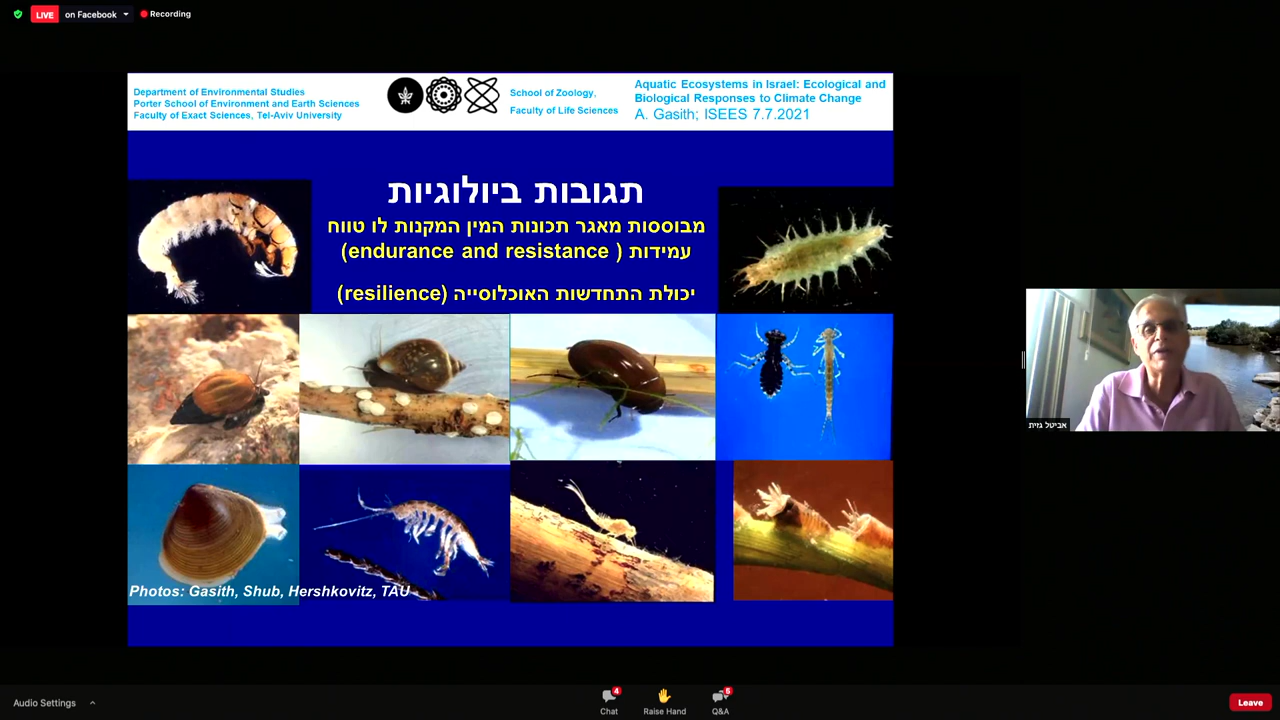 LIVE on Facebook Recording
Department of Environmental Studies
Porter School of Environment and Earth Sciences
Faculty of Exact Sciences, Tel-Aviv University
School of Zoology,
Faculty of Life Sciences
Aquatic Ecosystems in Israel: Ecological and
Biological Responses to Climate Change
A. Gasith; ISEES 7.7.2021
תגובות ביולוגיות
מבוססות מאגר תכונות המין המקנות לו טווח
עמידות ( endurance and resistance)
יכולת התחדשות האוכלוסייה (resilience)
אביטל גזית
Photos: Gasith, Shub, Hershkovitz, TAU
Audio Settings
4
Chat
Raise Hand
5
Q&A
Leave